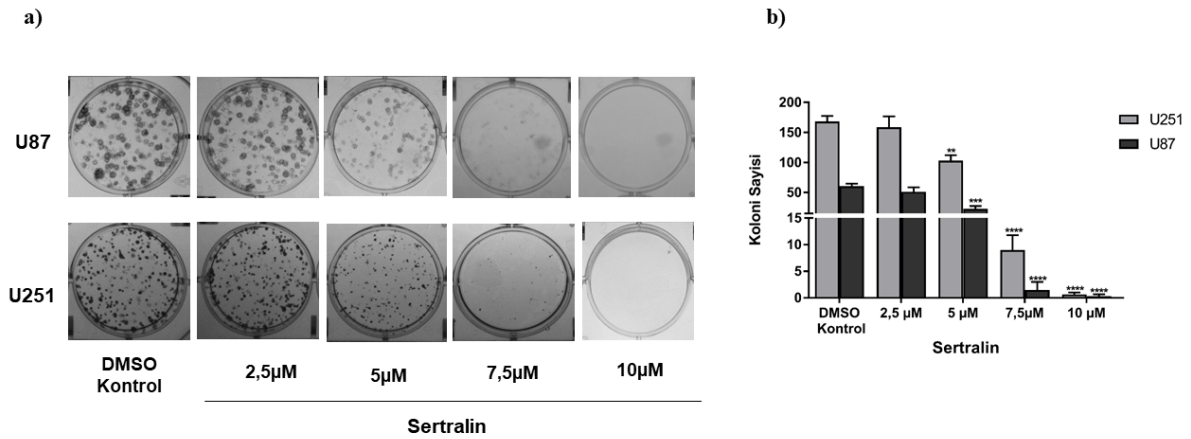 a)
U87
U251
DMSO
Kontrol
2,5µM
5µM
7,5µM
10µM
Sertralin
b)
Koloni Sayisi
200
150
100
50
15
10
5
0
**
***
****
****
****
****
DMSO
Kontrol
2,5 µM
5 µM
7,5µM
10 µM
Sertralin
U251
U87